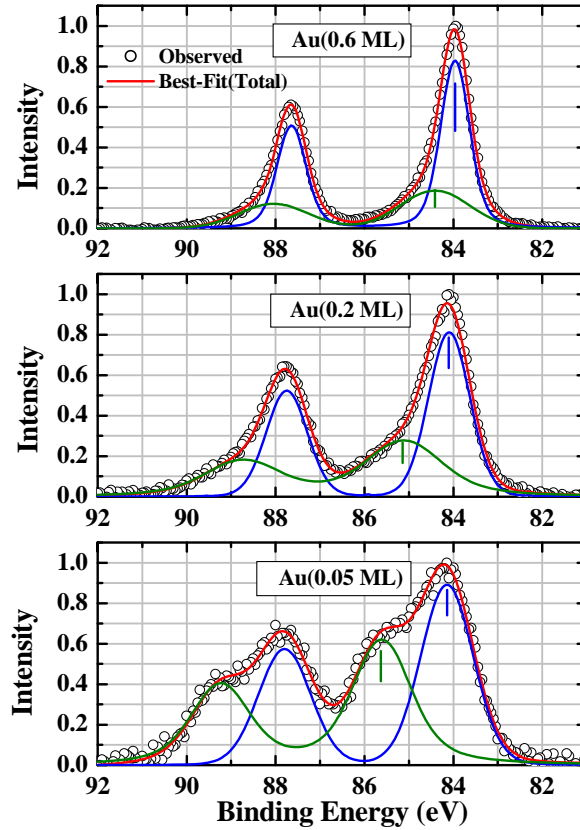 Au(0.6 ML)
Observed
Best-Fit(Total)
Intensity
1.0
0.8
0.6
0.4
0.2
0.0
92 90 88 86 84 82
Au(0.2 ML)
Intensity
1.0
0.8
0.6
0.4
0.2
0.0
92 90 88 86 84 82
Au(0.05 ML)
Intensity
1.0
0.8
0.6
0.4
0.2
0.0
92 90 88 86 84 82
Binding Energy (eV)